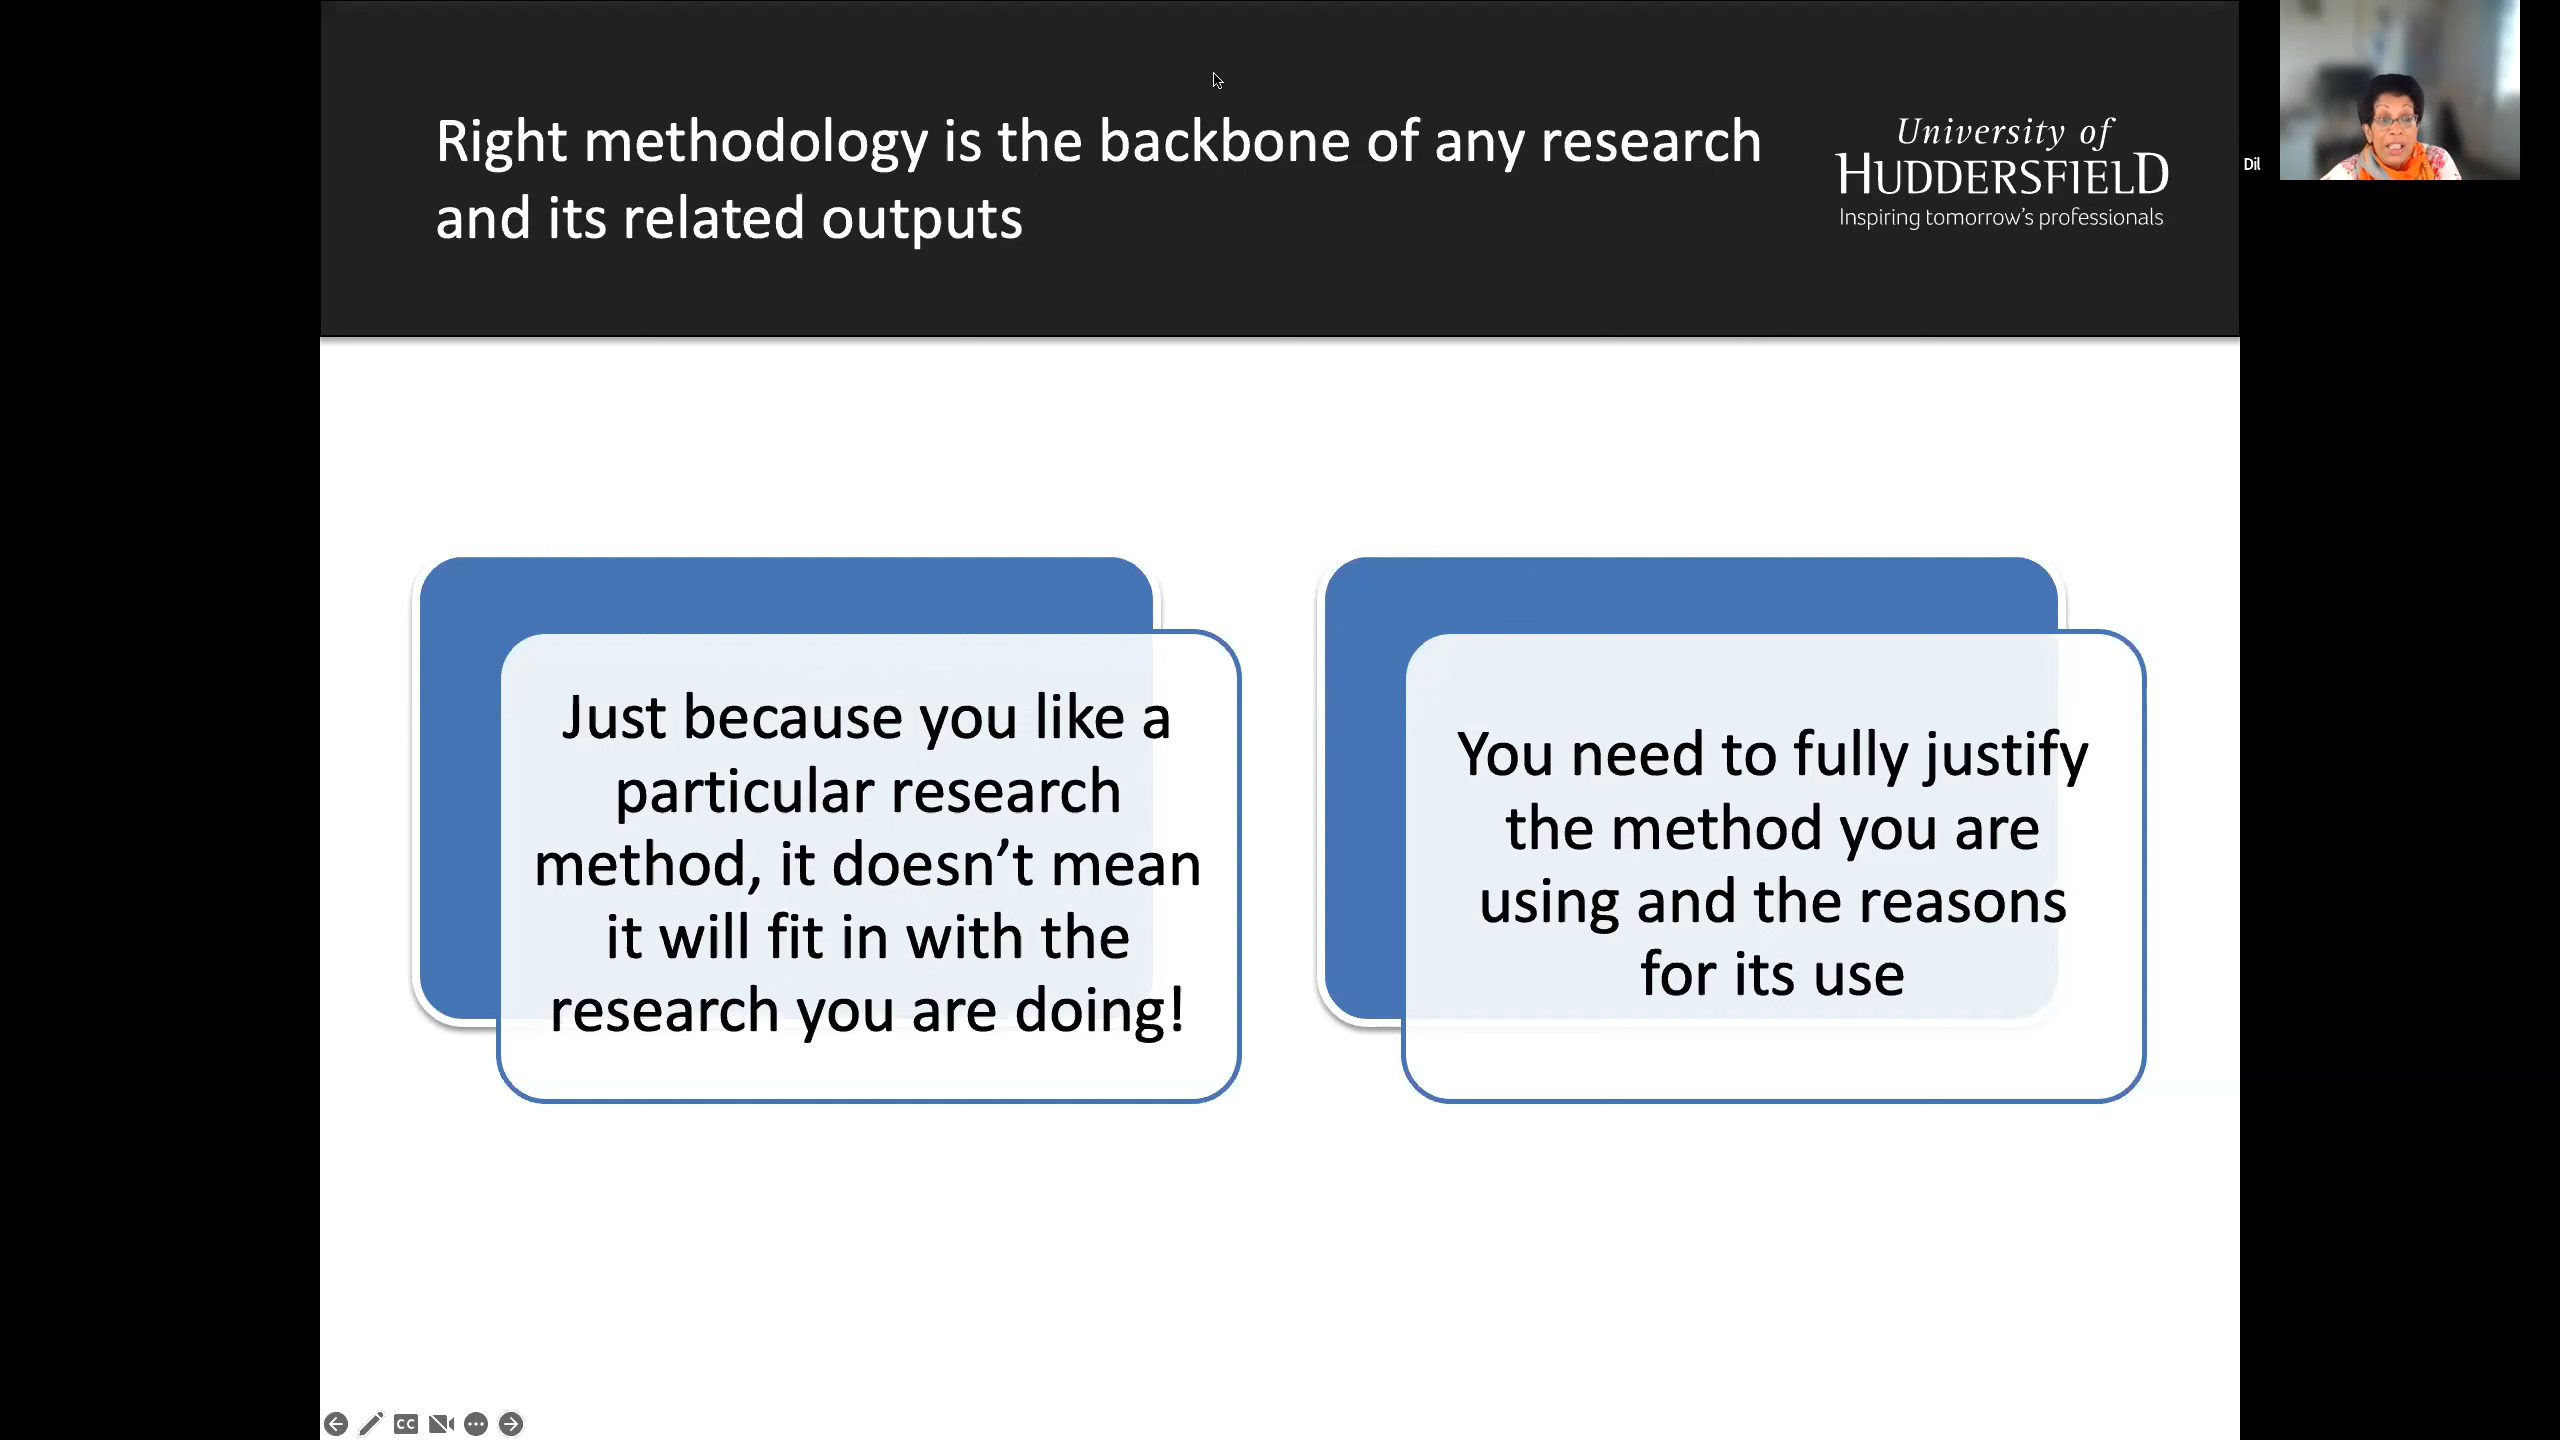 Right methodology is the backbone of any research
and its related outputs
University of
HUDDERSFIELD
Inspiring tomorrow's professionals
Dil
Just because you like a
particular research
method, it doesn’t mean
it will fit in with the
research you are doing!
You need to fully justify
the method you are
using and the reasons
for its use
CC